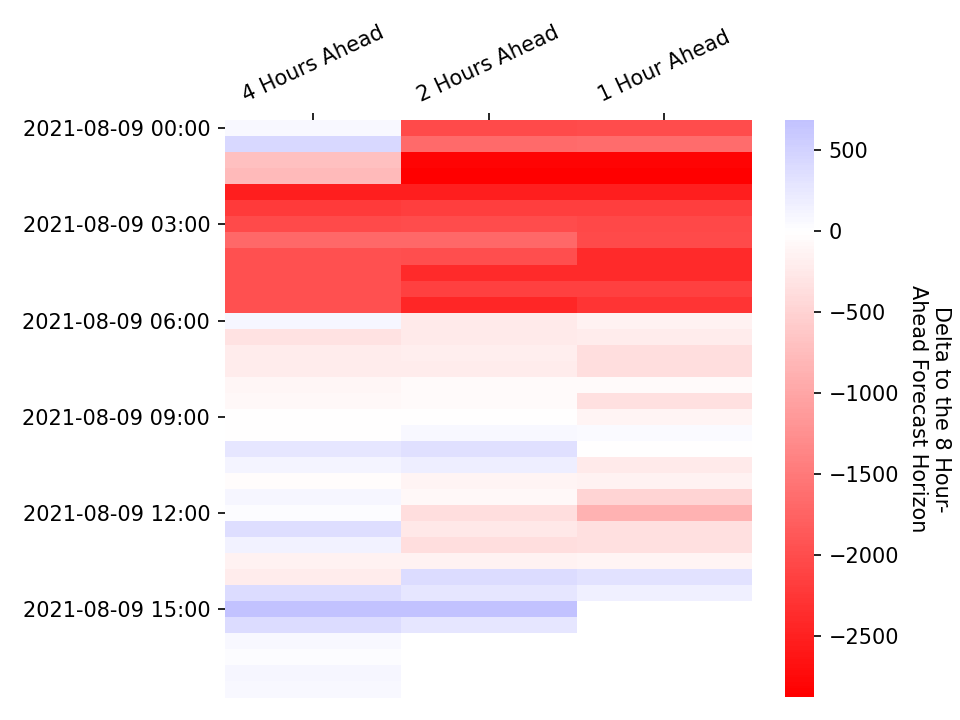 4 Hours Ahead
2 Hours Ahead
1 Hour Ahead
2021-08-09 00:00
2021-08-09 03:00
2021-08-09 06:00
2021-08-09 09:00
2021-08-09 12:00
2021-08-09 15:00
500
0
−500
−1000
−1500
−2000
−2500
Delta to the 8 Hour-
Ahead Forecast Horizon